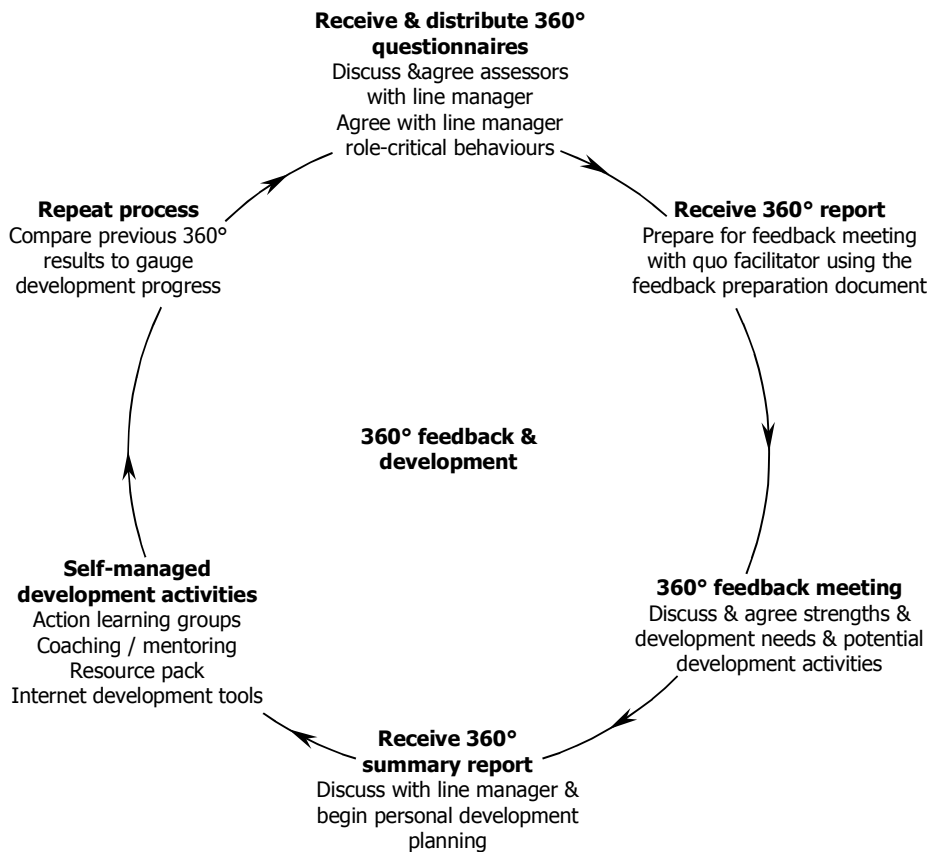 Receive & distribute 360°
questionnaires
Discuss &agree assessors
with line manager
Agree with line manager
role-critical behaviours
Receive 360° report
Prepare for feedback meeting
with quo facilitator using the
feedback preparation document
360° feedback meeting
Discuss & agree strengths &
development needs & potential
development activities
Receive 360°
summary report
Discuss with line manager &
begin personal development
planning
Self-managed
development activities
Action learning groups
Coaching / mentoring
Resource pack
Internet development tools
Repeat process
Compare previous 360°
results to gauge
development progress
360° feedback &
development